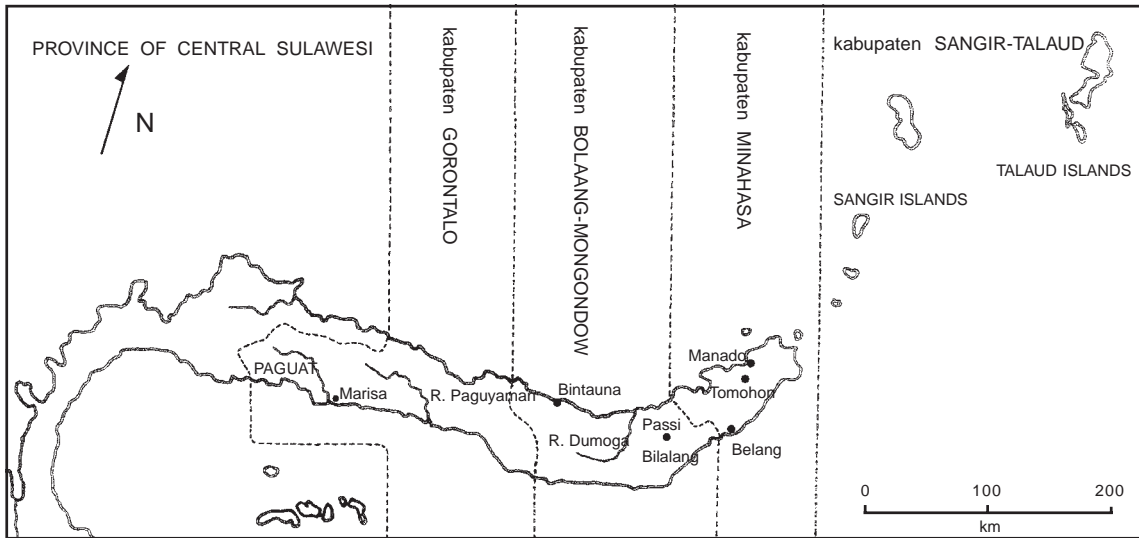 PROVINCE OF CENTRAL SULAWESI
N
kabupaten GORONTALO
kabupaten BOLAANG-MONGONDOW
kabupaten MINAHASA
kabupaten SANGIR-TALAUD
TALAUD ISLANDS
SANGIR ISLANDS
Manado
PAGUAT
Marisa
R. Paguyaman
Bintauna
Tomohon
R. Dumoga
Passi
Bilalang
Belang
0 100 200
km